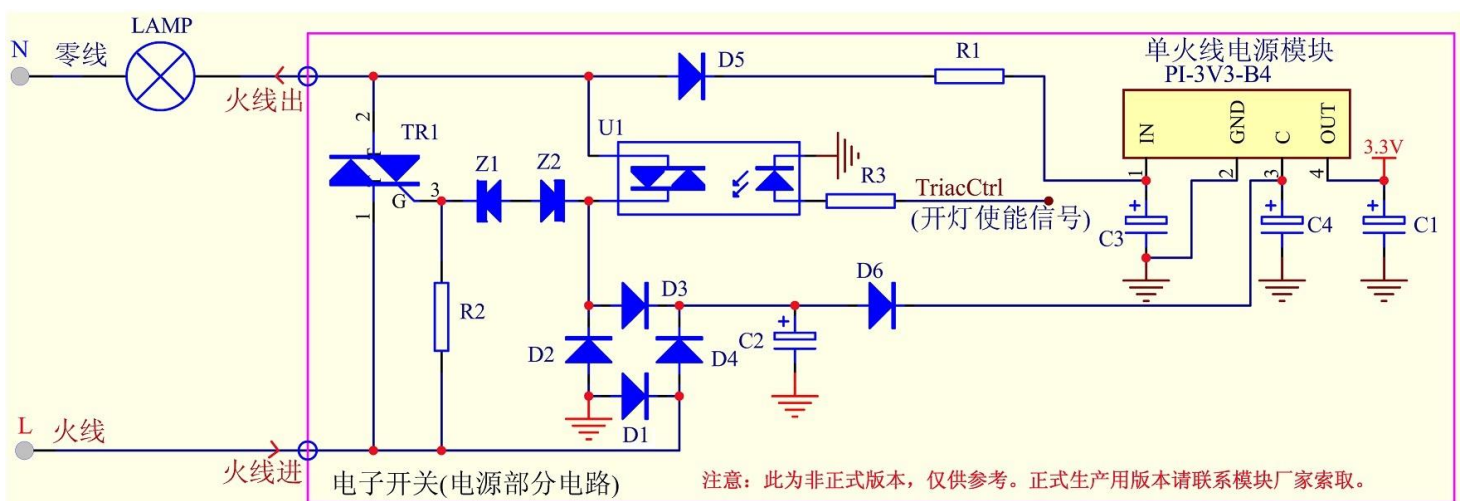 LAMP
N
零线
火线出
单火线电源模块
PI-3V3-B4
D5
R1
IN
GND
C
OUT
1
2
3
4
3.3V
2
TR1
U1
Z1
Z2
G
3
1
R3
TriacCtrl
(开灯使能信号)
+
C3
+
C4
+
C1
R2
D3
D6
D2
D4
+
C2
D1
L
火线
火线进
电子开关(电源部分电路)
注意：此为非正式版本，仅供参考。正式生产用版本请联系模块厂家索取。